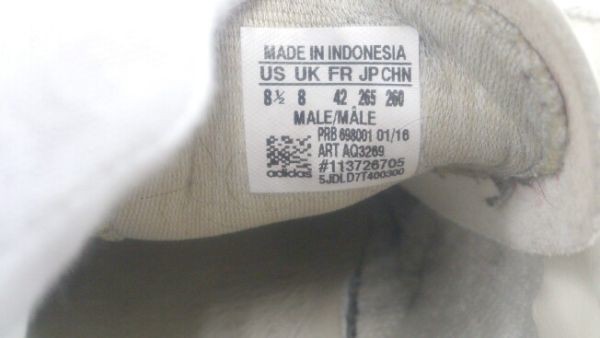 MADE IN INDONESIA
US UK FR JP CHN
8½ 8 42 265 260
MALE/MÂLE
PRB 698001 01/16
ART AQ3269
#113726705
adidas 5JDLD7T400300